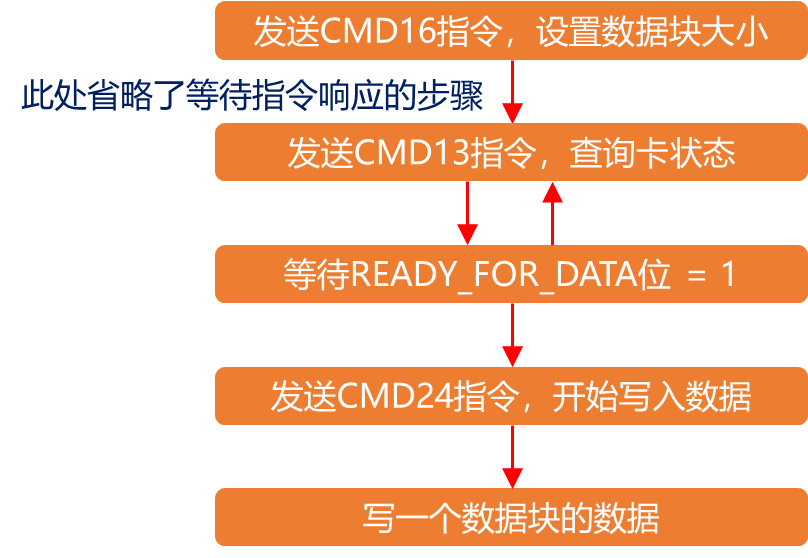 发送CMD16指令，设置数据块大小
此处省略了等待指令响应的步骤
发送CMD13指令，查询卡状态
等待READY_FOR_DATA位 = 1
发送CMD24指令，开始写入数据
写一个数据块的数据